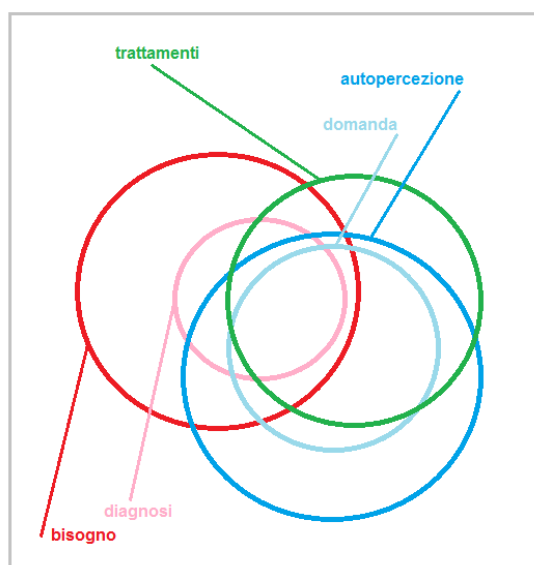 trattamenti
autopercezione
domanda
diagnosi
bisogno